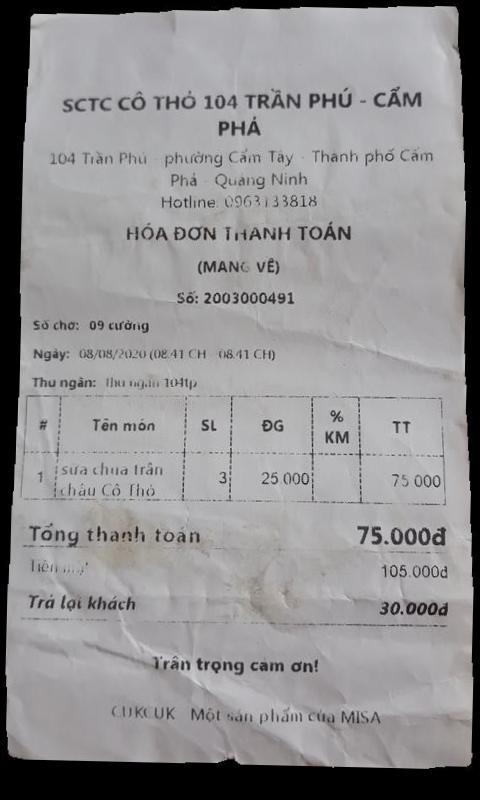 SCTC CÔ THỎ 104 TRẦN PHÚ - CẨM
PHẢ
104 Trần Phú - phường Cẩm Tây - Thành phố Cẩm
Phả - Quảng Ninh
Hotline: 0963133818
HÓA ĐƠN THANH TOÁN
(MANG VỀ)
Số: 2003000491
Số chờ: 09 cường
Ngày: 08/08/2020 (08:41 CH - 08:41 CH)
Thu ngân: Thu ngân 104tp
# Tên món SL ĐG % KM TT
1 sữa chua trân 3 25.000 75.000
châu Cô Thỏ
Tổng thanh toán 75.000đ
Tiền 105.000đ
Trả lại khách 30.000đ
Trân trọng cảm ơn!
CUKCUK - Một sản phẩm của MISA